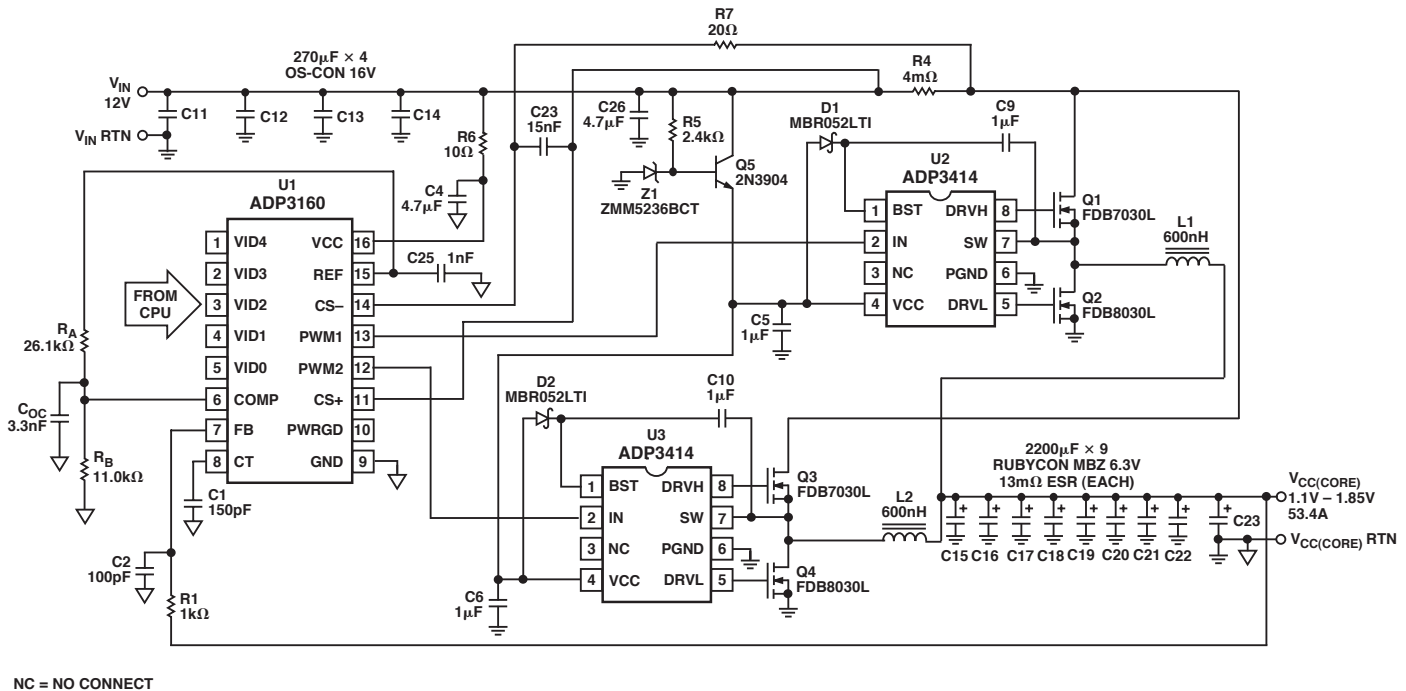 R7
20Ω
270μF × 4
OS-CON 16V
R4
4mΩ
V_IN
12V
C11
C12
C13
C14
V_IN RTN
R6
10Ω
C23
15nF
C26
4.7μF
R5
2.4kΩ
D1
MBR052LTI
C9
1μF
Q5
2N3904
Z1
ZMM5236BCT
C4
4.7μF
U1
ADP3160
1 VID4
2 VID3
3 VID2
4 VID1
5 VID0
6 COMP
7 FB
8 CT
VCC 16
REF 15
CS– 14
PWM1 13
PWM2 12
CS+ 11
PWRGD 10
GND 9
C25 1nF
FROM
CPU
U2
ADP3414
1 BST
2 IN
3 NC
4 VCC
DRVH 8
SW 7
PGND 6
DRVL 5
Q1
FDB7030L
L1
600nH
Q2
FDB8030L
C5
1μF
R_A
26.1kΩ
C_OC
3.3nF
R_B
11.0kΩ
C1
150pF
C2
100pF
R1
1kΩ
D2
MBR052LTI
C10
1μF
U3
ADP3414
1 BST
2 IN
3 NC
4 VCC
DRVH 8
SW 7
PGND 6
DRVL 5
Q3
FDB7030L
L2
600nH
Q4
FDB8030L
C6
1μF
2200μF × 9
RUBYCON MBZ 6.3V
13mΩ ESR (EACH)
+ + + + + + + + +
C15 C16 C17 C18 C19 C20 C21 C22
C23
V_CC(CORE)
1.1V – 1.85V
53.4A
V_CC(CORE) RTN
NC = NO CONNECT